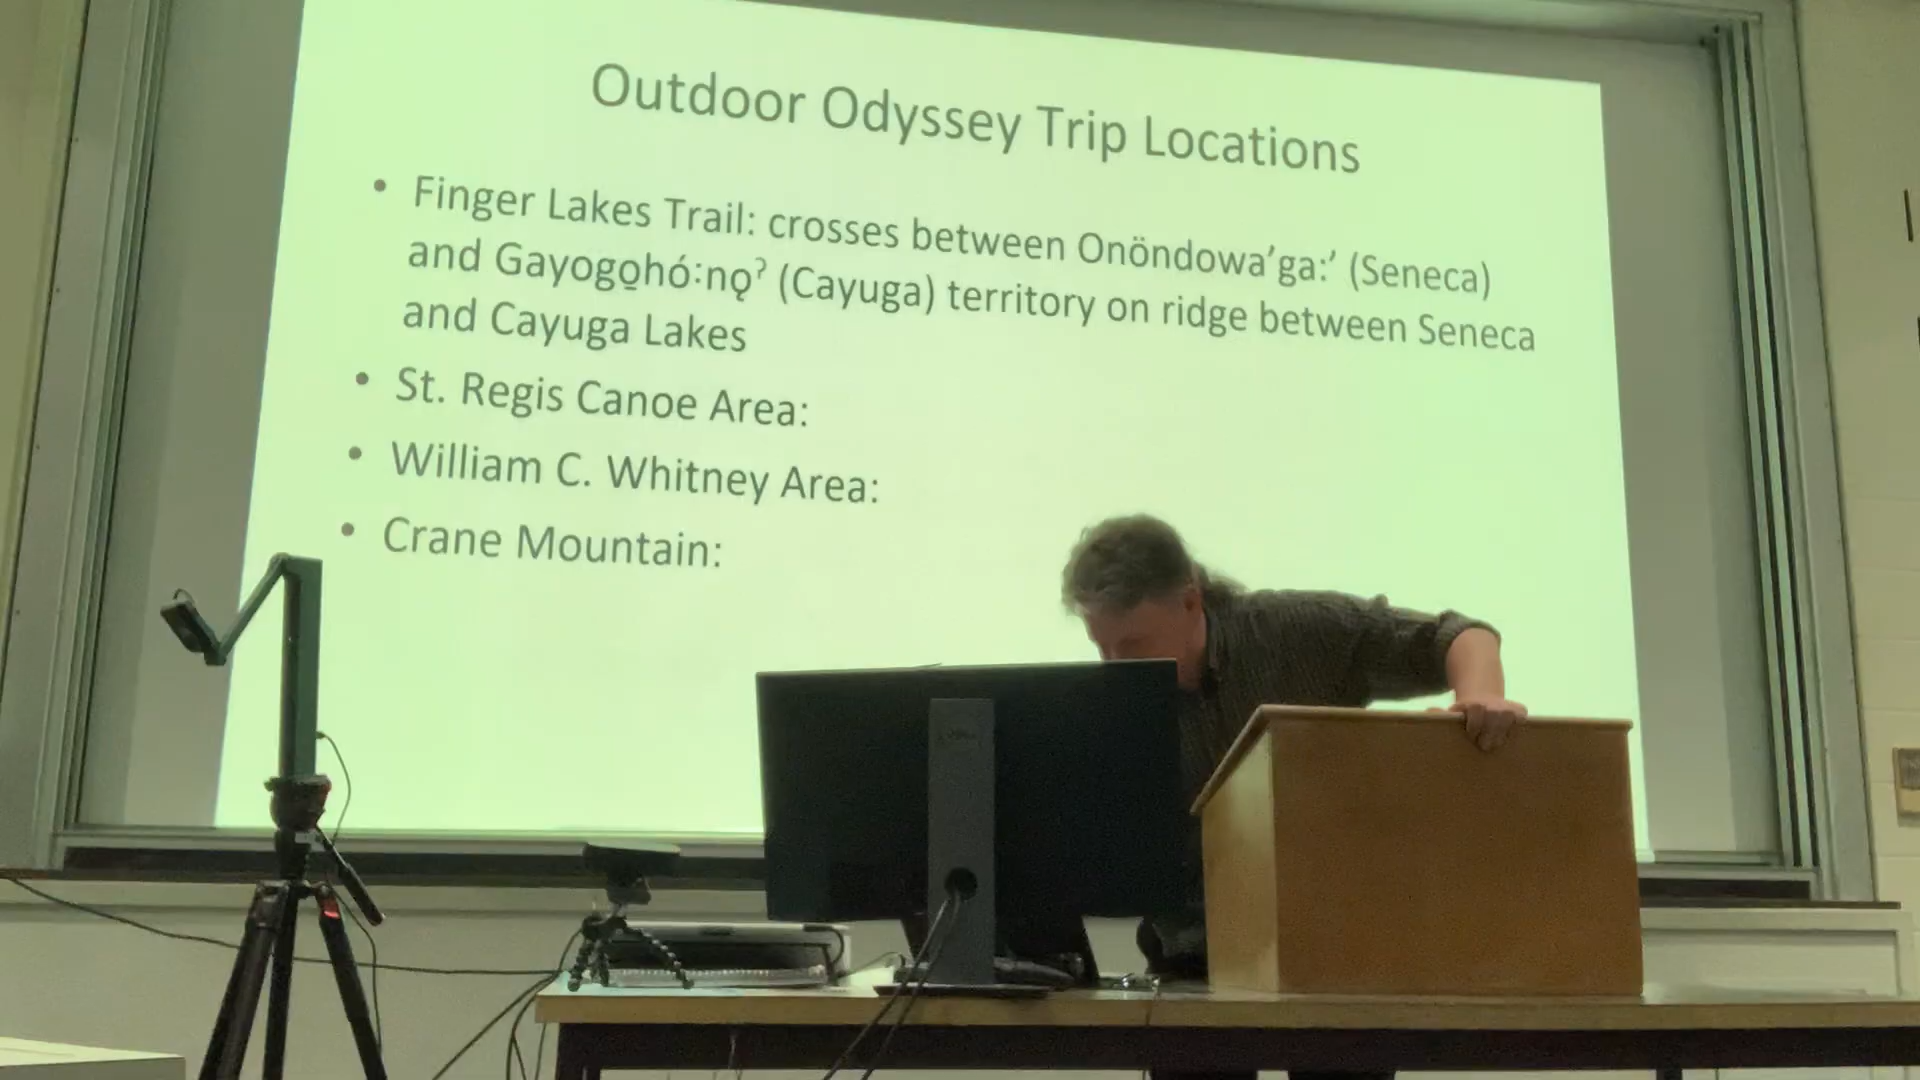 Outdoor Odyssey Trip Locations
• Finger Lakes Trail: crosses between Onöndowa'ga:' (Seneca)
and Gayogo̱hó꞉nǫˀ (Cayuga) territory on ridge between Seneca
and Cayuga Lakes
• St. Regis Canoe Area:
• William C. Whitney Area:
• Crane Mountain: